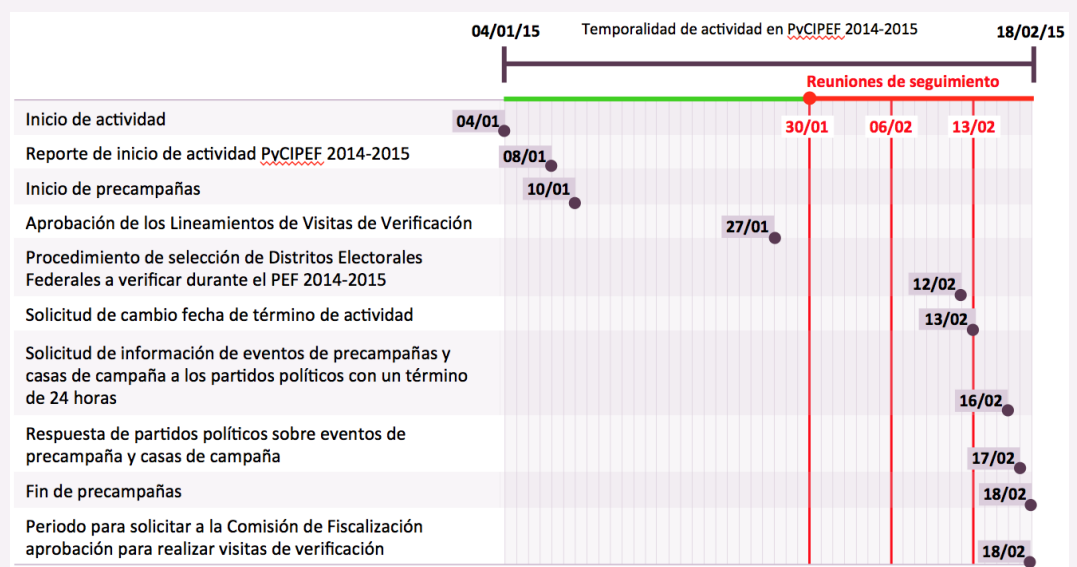 04/01/15
Temporalidad de actividad en PyCIPEF 2014-2015
18/02/15
Reuniones de seguimiento
30/01
06/02
13/02
Inicio de actividad
04/01
Reporte de inicio de actividad PyCIPEF 2014-2015
08/01
Inicio de precampañas
10/01
Aprobación de los Lineamientos de Visitas de Verificación
27/01
Procedimiento de selección de Distritos Electorales
Federales a verificar durante el PEF 2014-2015
12/02
Solicitud de cambio fecha de término de actividad
13/02
Solicitud de información de eventos de precampañas y
casas de campaña a los partidos políticos con un término
de 24 horas
16/02
Respuesta de partidos políticos sobre eventos de
precampaña y casas de campaña
17/02
Fin de precampañas
18/02
Periodo para solicitar a la Comisión de Fiscalización
aprobación para realizar visitas de verificación
18/02